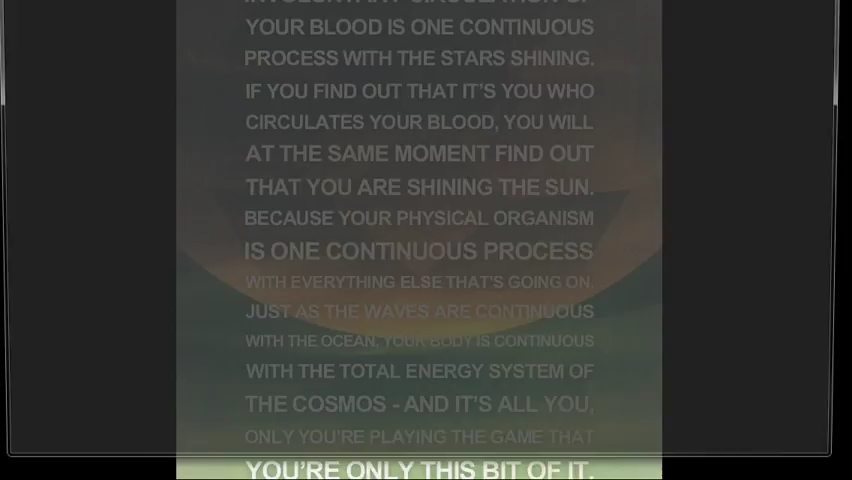 INVOLUNTARY CIRCULATION OF
YOUR BLOOD IS ONE CONTINUOUS
PROCESS WITH THE STARS SHINING.
IF YOU FIND OUT THAT IT'S YOU WHO
CIRCULATES YOUR BLOOD, YOU WILL
AT THE SAME MOMENT FIND OUT
THAT YOU ARE SHINING THE SUN.
BECAUSE YOUR PHYSICAL ORGANISM
IS ONE CONTINUOUS PROCESS
WITH EVERYTHING ELSE THAT'S GOING ON.
JUST AS THE WAVES ARE CONTINUOUS
WITH THE OCEAN. YOUR BODY IS CONTINUOUS
WITH THE TOTAL ENERGY SYSTEM OF
THE COSMOS - AND IT'S ALL YOU,
ONLY YOU'RE PLAYING THE GAME THAT
YOU'RE ONLY THIS BIT OF IT.